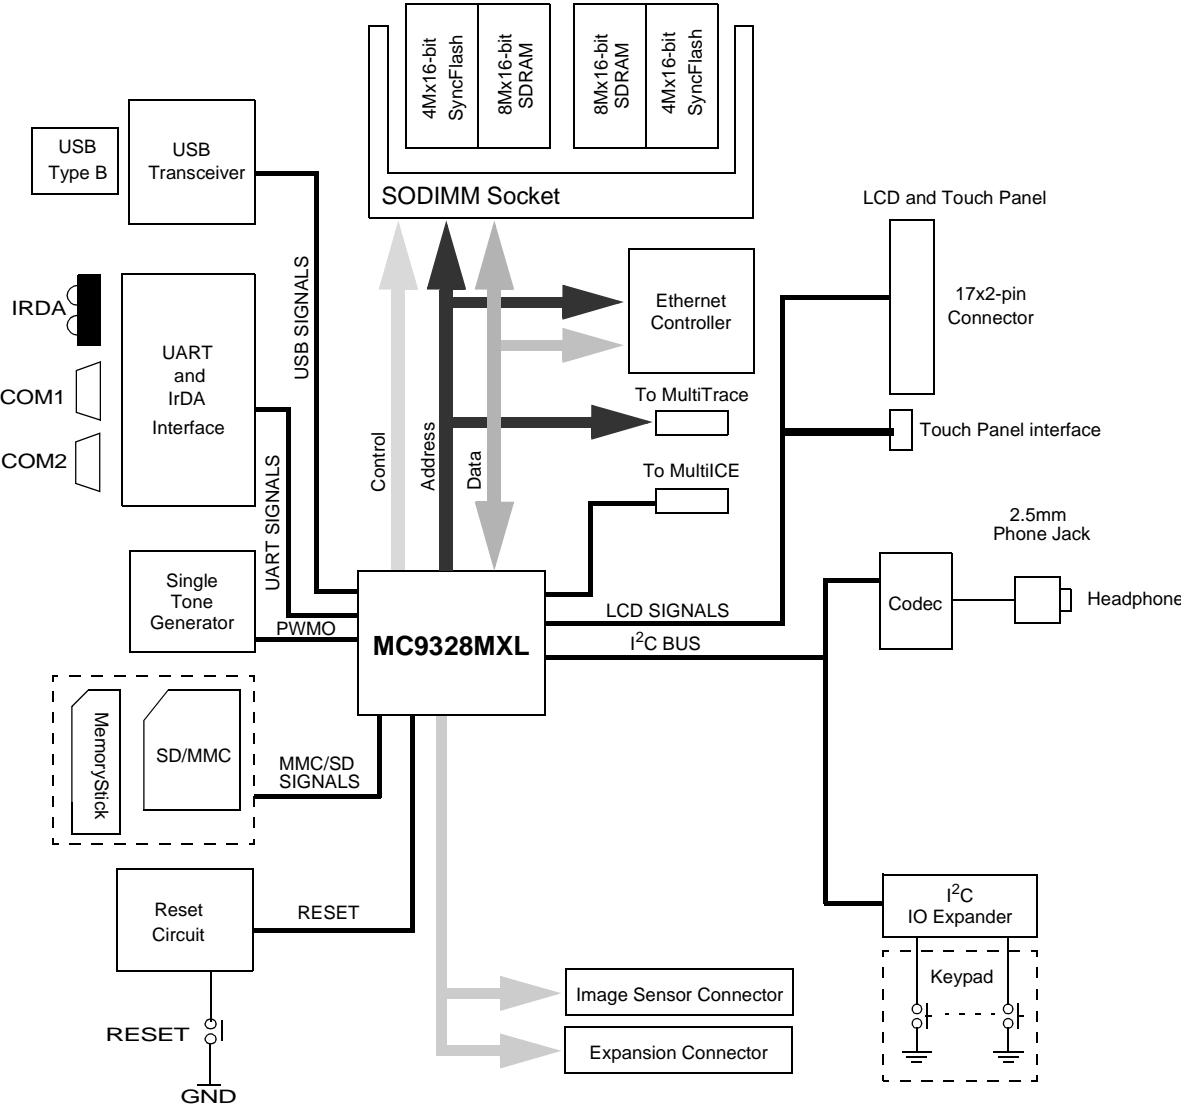 4Mx16-bit
SyncFlash
8Mx16-bit
SDRAM
8Mx16-bit
SDRAM
4Mx16-bit
SyncFlash
SODIMM Socket
USB
Type B
USB
Transceiver
LCD and Touch Panel
17x2-pin
Connector
Touch Panel interface
IRDA
COM1
COM2
UART
and
IrDA
Interface
USB SIGNALS
UART SIGNALS
Control
Address
Data
Ethernet
Controller
To MultiTrace
To MultiICE
2.5mm
Phone Jack
Codec
Headphone
Single
Tone
Generator
PWMO
MC9328MXL
LCD SIGNALS
I2C BUS
MemoryStick
SD/MMC
MMC/SD
SIGNALS
Reset
Circuit
RESET
RESET
GND
Image Sensor Connector
Expansion Connector
I2C
IO Expander
Keypad